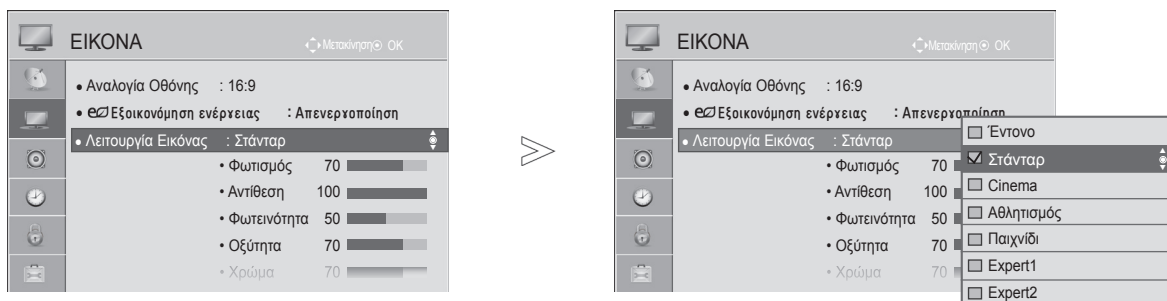 ΕΙΚΟΝΑ Μετακίνηση OK
• Αναλογία Οθόνης : 16:9
• Εξοικονόμηση ενέργειας : Απενεργοποίηση
• Λειτουργία Εικόνας : Στάνταρ
• Φωτισμός 70
• Αντίθεση 100
• Φωτεινότητα 50
• Οξύτητα 70
• Χρώμα 70
ΕΙΚΟΝΑ Μετακίνηση OK
• Αναλογία Οθόνης : 16:9
• Εξοικονόμηση ενέργειας : Απενεργοποίηση
• Λειτουργία Εικόνας : Στάνταρ
• Φωτισμός 70
• Αντίθεση 100
• Φωτεινότητα 50
• Οξύτητα 70
• Χρώμα 70
Έντονο
Στάνταρ
Cinema
Αθλητισμός
Παιχνίδι
Expert1
Expert2